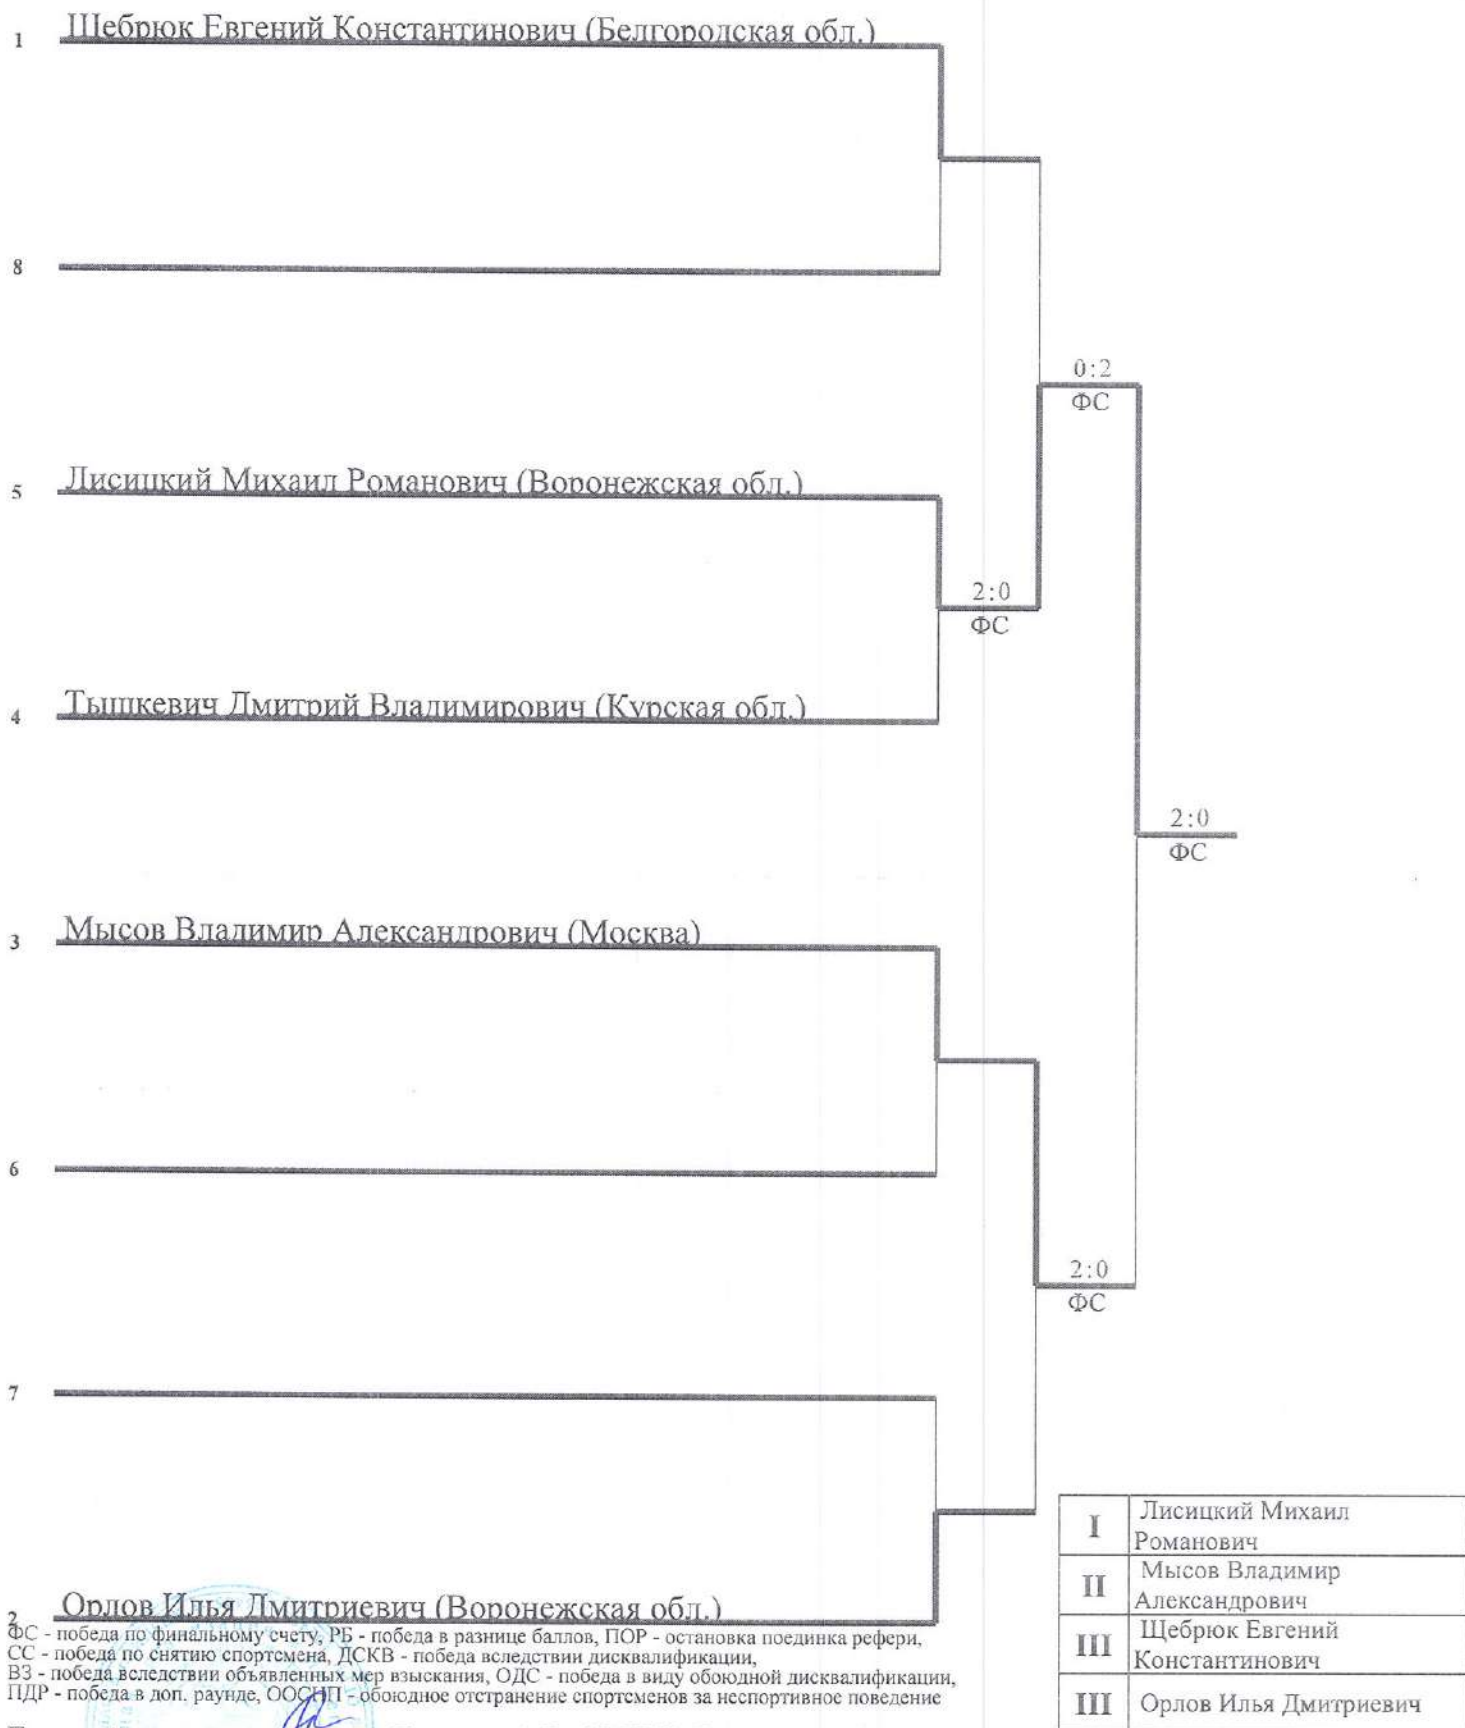 1 Щебрюк Евгений Константинович (Белгородская обл.)
8
0:2
ФС
5 Лисицкий Михаил Романович (Воронежская обл.)
2:0
ФС
4 Тышкевич Дмитрий Владимирович (Курская обл.)
2:0
ФС
3 Мысов Владимир Александрович (Москва)
6
2:0
ФС
7
2 Орлов Илья Дмитриевич (Воронежская обл.)
ФС - победа по финальному счету, РБ - победа в разнице баллов, ПОР - остановка поединка рефери,
СС - победа по снятию спортсмена, ДСКВ - победа вследствии дисквалификации,
ВЗ - победа вследствии объявленных мер взыскания, ОДС - победа в виду обоюдной дисквалификации,
ПДР - победа в доп. раунде, ООСНП - обоюдное отстранение спортсменов за неспортивное поведение
I Лисицкий Михаил
Романович
II Мысов Владимир
Александрович
III Щебрюк Евгений
Константинович
III Орлов Илья Дмитриевич